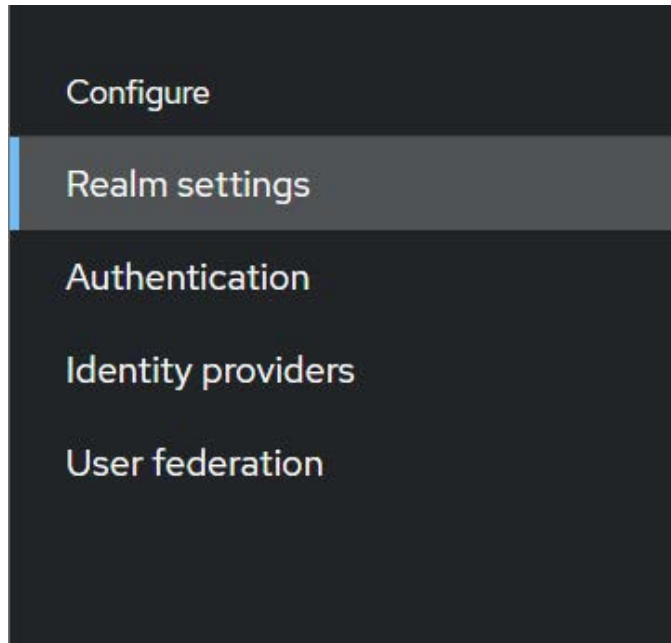 Configure
Realm settings
Authentication
Identity providers
User federation